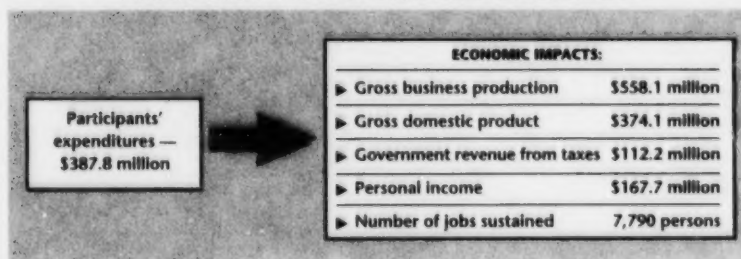 Participants'
expenditures —
$387.8 million
ECONOMIC IMPACTS:
▶ Gross business production $558.1 million
▶ Gross domestic product $374.1 million
▶ Government revenue from taxes $112.2 million
▶ Personal income $167.7 million
▶ Number of jobs sustained 7,790 persons